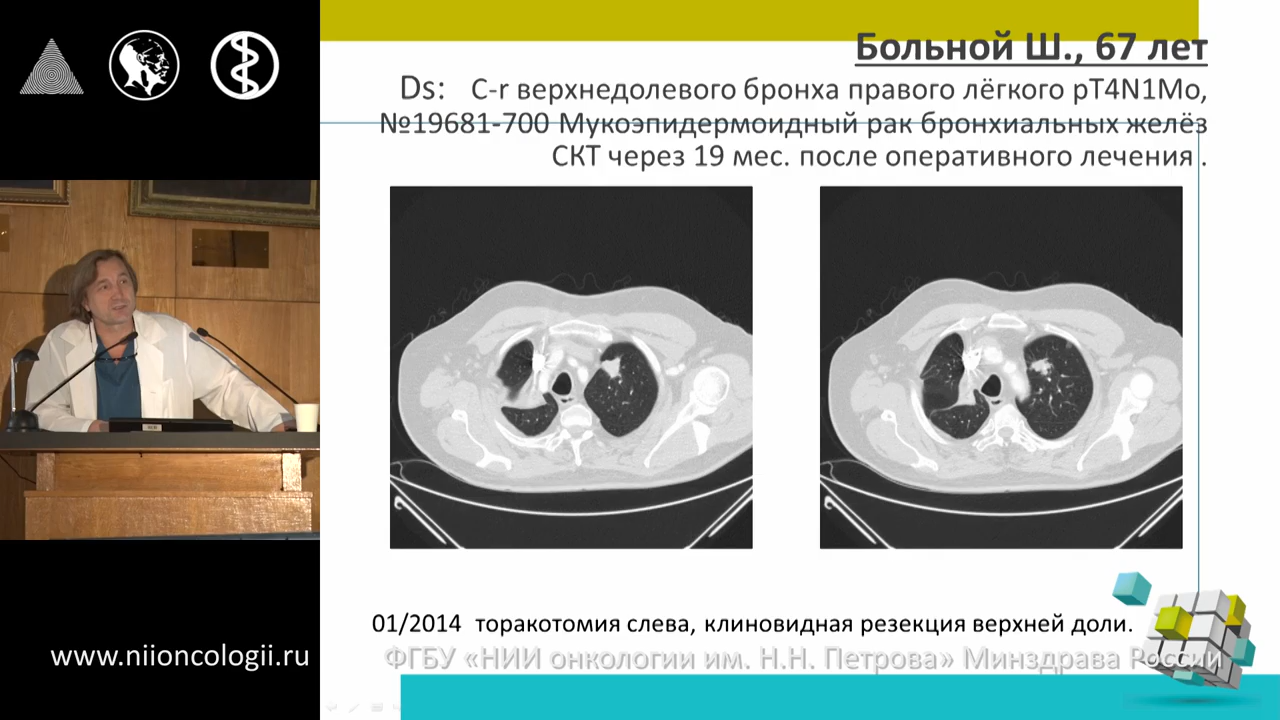 Больной Ш., 67 лет
Ds: C-r верхнедолевого бронха правого лёгкого pT4N1Mo,
№19681-700 Мукоэпидермоидный рак бронхиальных желёз
СКТ через 19 мес. после оперативного лечения .
01/2014 торакотомия слева, клиновидная резекция верхней доли.
www.niioncologii.ru
ФГБУ «НИИ онкологии им. Н.Н. Петрова» Минздрава России